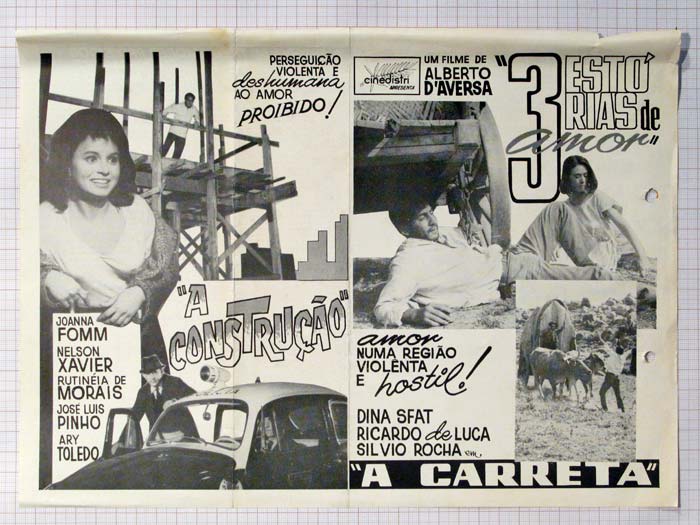 PERSEGUIÇÃO
VIOLENTA E
deshumana
AO AMOR
PROIBIDO!
"A
CONSTRUÇÃO"
JOANNA
FOMM
NELSON
XAVIER
RUTINÉIA DE
MORAIS
JOSÉ LUIS
PINHO
ARY
TOLEDO
cinedistri
APRESENTA
UM FILME DE
ALBERTO
D'AVERSA
"3 ESTÓ
RIAS de
amor"
amor
NUMA REGIÃO
VIOLÊNTA
E hostil!
DINA SFAT
RICARDO de LUCA
SILVIO ROCHA em
"A CARRETA"